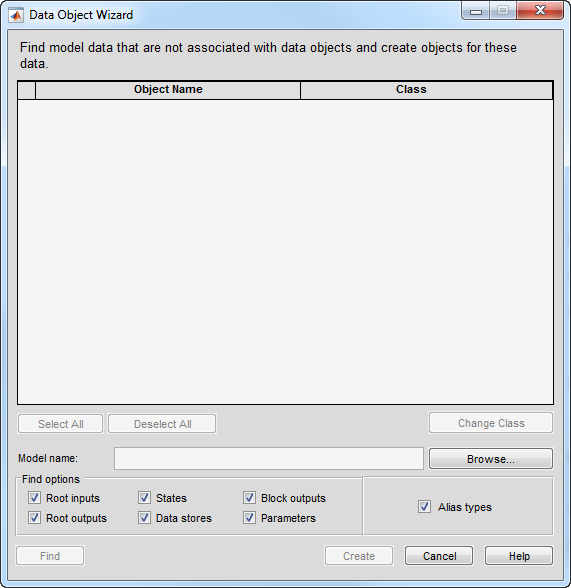 Data Object Wizard
Find model data that are not associated with data objects and create objects for these
data.
Object Name Class
Select All Deselect All Change Class
Model name: Browse...
Find options
Root inputs States Block outputs
Alias types
Root outputs Data stores Parameters
Find Create Cancel Help